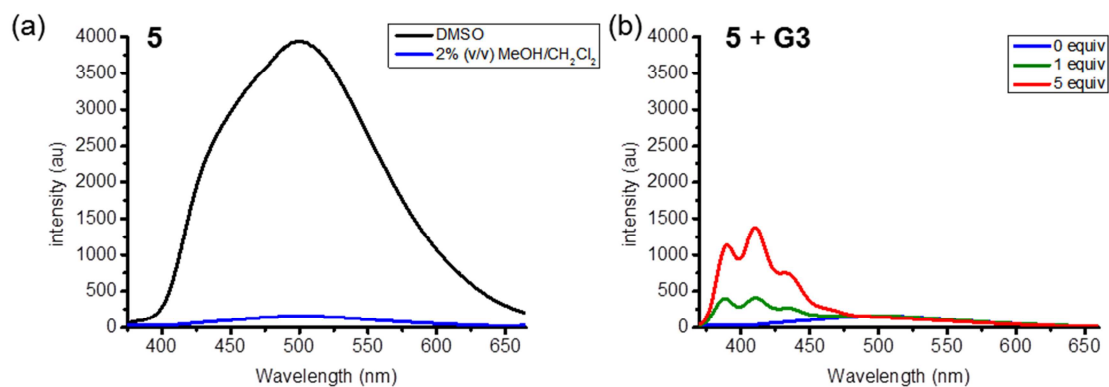 (a)
5
DMSO
2% (v/v) MeOH/CH₂Cl₂
4000
3500
3000
2500
2000
1500
1000
500
0
intensity (au)
400 450 500 550 600 650
Wavelength (nm)
(b)
5 + G3
0 equiv
1 equiv
5 equiv
4000
3500
3000
2500
2000
1500
1000
500
0
intensity (au)
400 450 500 550 600 650
Wavelength (nm)